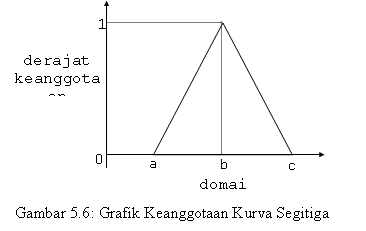 1
derajat
keanggota
0
a b c
domai
Gambar 5.6: Grafik Keanggotaan Kurva Segitiga